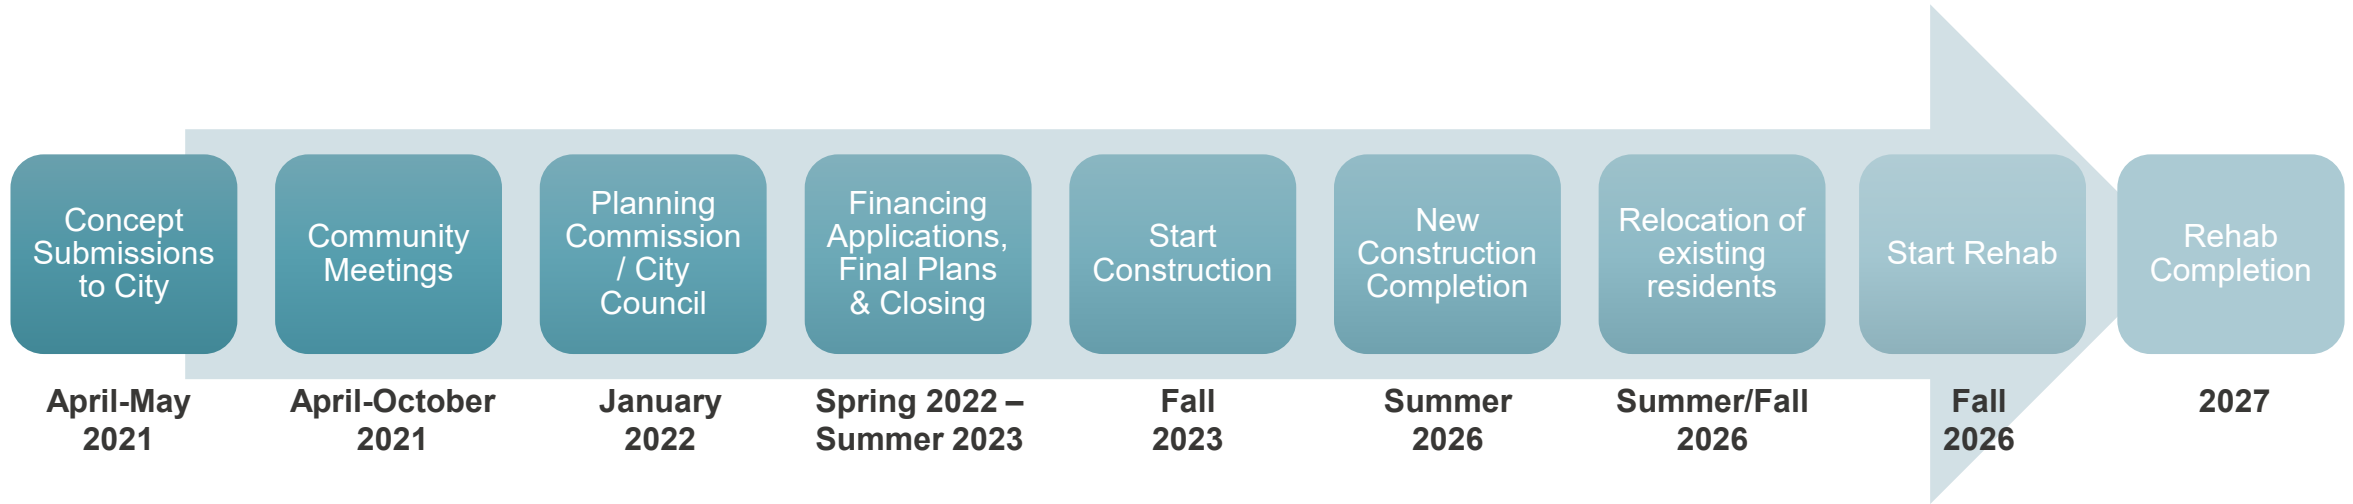 Concept
Submissions
to City
April-May
2021
Community
Meetings
April-October
2021
Planning
Commission
/ City
Council
January
2022
Financing
Applications,
Final Plans
& Closing
Spring 2022 –
Summer 2023
Start
Construction
Fall
2023
New
Construction
Completion
Summer
2026
Relocation of
existing
residents
Summer/Fall
2026
Start Rehab
Fall
2026
Rehab
Completion
2027